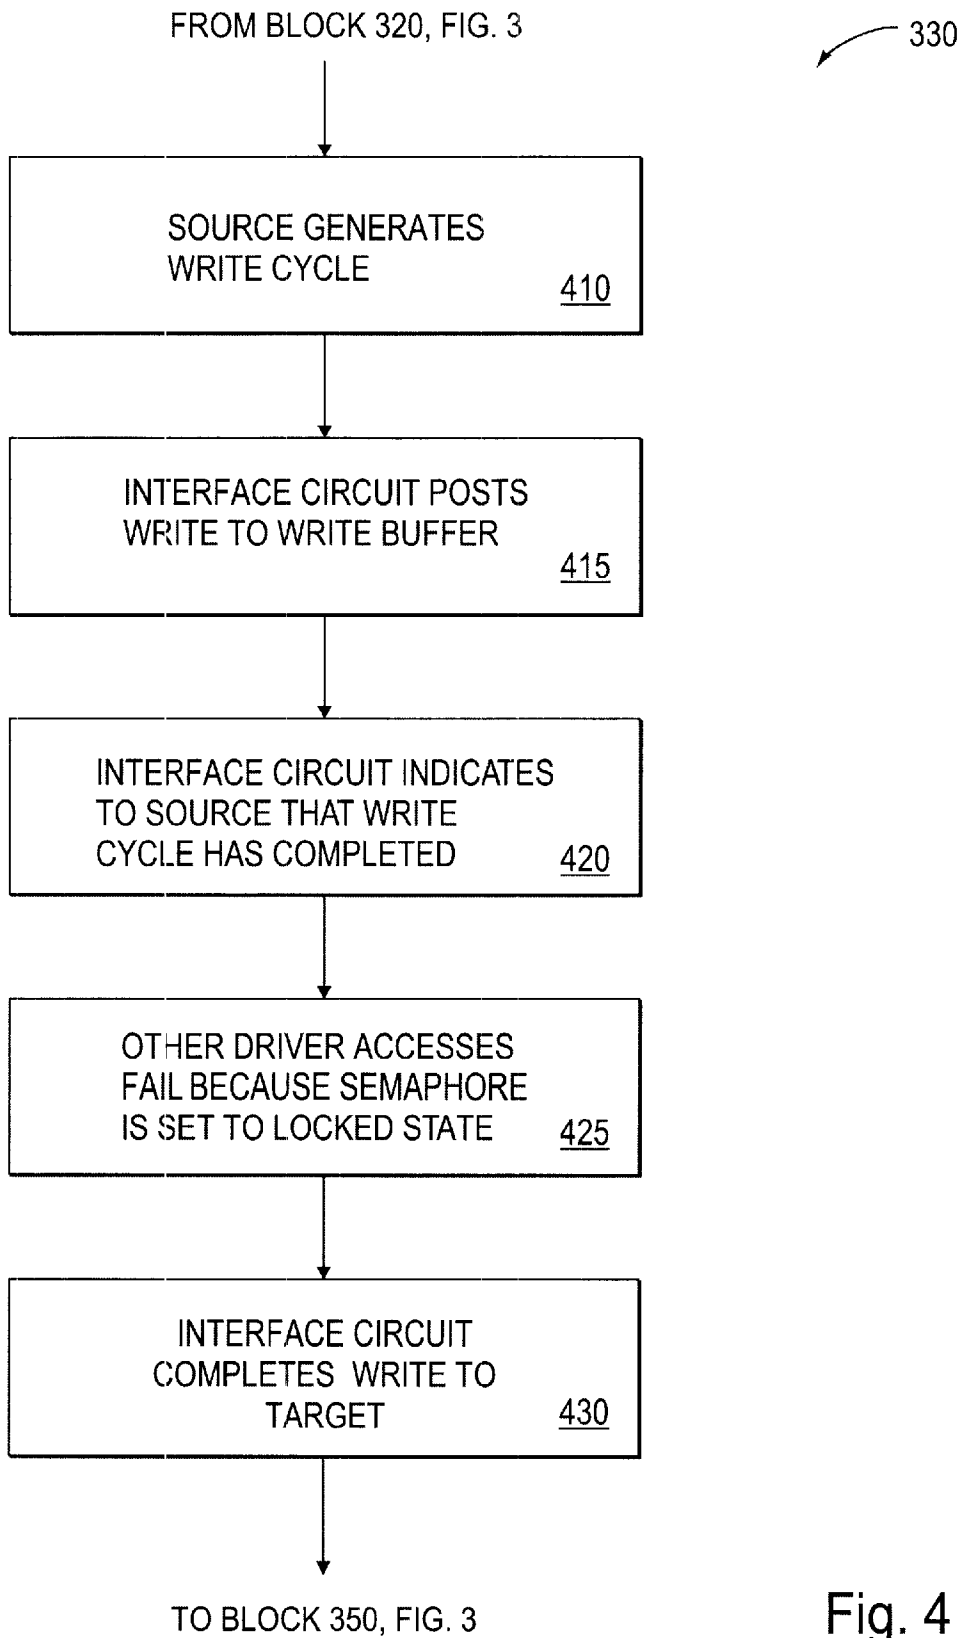 FROM BLOCK 320, FIG. 3
330
SOURCE GENERATES
WRITE CYCLE
410
INTERFACE CIRCUIT POSTS
WRITE TO WRITE BUFFER
415
INTERFACE CIRCUIT INDICATES
TO SOURCE THAT WRITE
CYCLE HAS COMPLETED
420
OTHER DRIVER ACCESSES
FAIL BECAUSE SEMAPHORE
IS SET TO LOCKED STATE
425
INTERFACE CIRCUIT
COMPLETES WRITE TO
TARGET
430
TO BLOCK 350, FIG. 3
Fig. 4